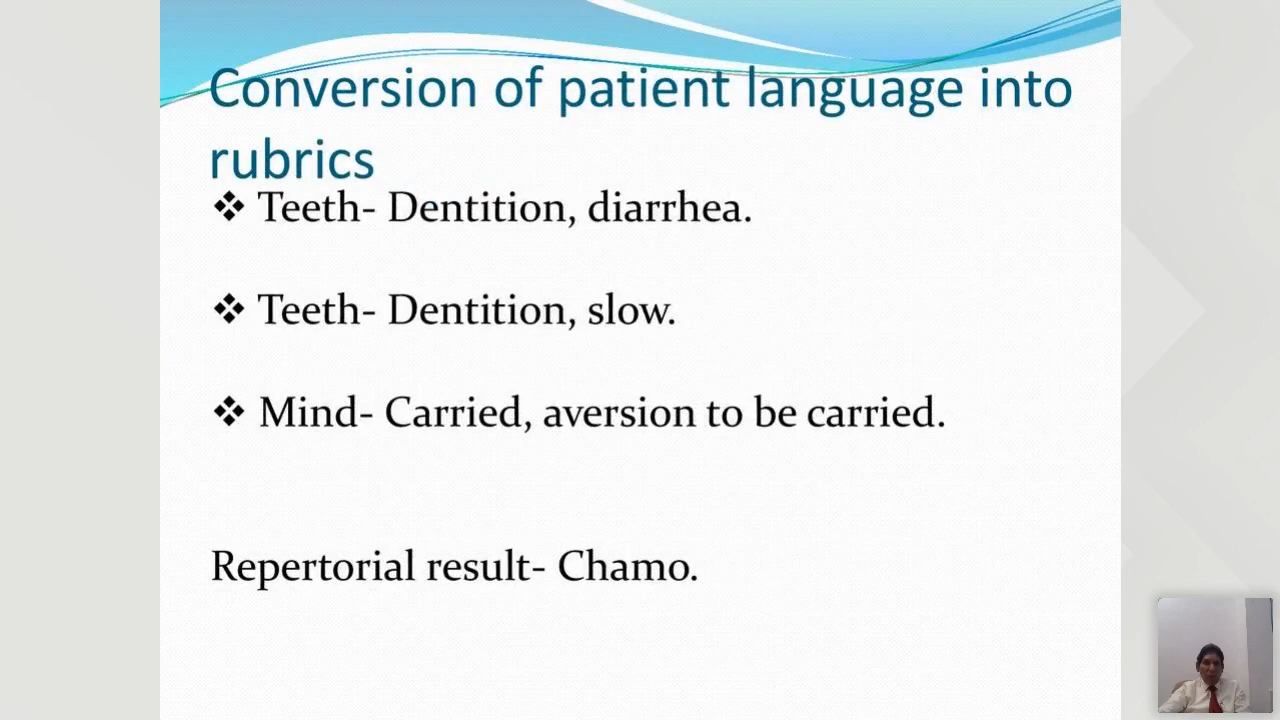 Conversion of patient language into
rubrics
❖ Teeth- Dentition, diarrhea.
❖ Teeth- Dentition, slow.
❖ Mind- Carried, aversion to be carried.
Repertorial result- Chamo.